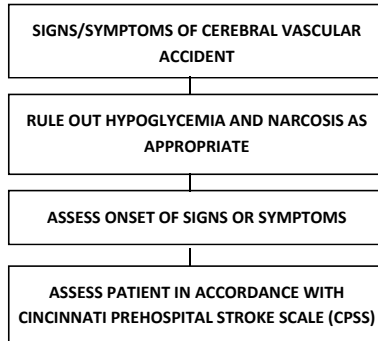 SIGNS/SYMPTOMS OF CEREBRAL VASCULAR
ACCIDENT
RULE OUT HYPOGLYCEMIA AND NARCOSIS AS
APPROPRIATE
ASSESS ONSET OF SIGNS OR SYMPTOMS
ASSESS PATIENT IN ACCORDANCE WITH
CINCINNATI PREHOSPITAL STROKE SCALE (CPSS)